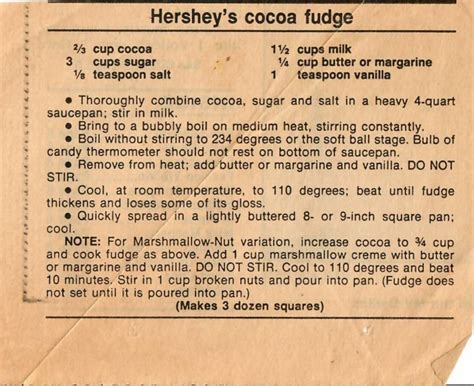 Hershey's cocoa fudge
⅔ cup cocoa
3 cups sugar
⅛ teaspoon salt
1½ cups milk
¼ cup butter or margarine
1 teaspoon vanilla
● Thoroughly combine cocoa, sugar and salt in a heavy 4-quart
saucepan; stir in milk.
● Bring to a bubbly boil on medium heat, stirring constantly.
● Boil without stirring to 234 degrees or the soft ball stage. Bulb of
candy thermometer should not rest on bottom of saucepan.
● Remove from heat; add butter or margarine and vanilla. DO NOT
STIR.
● Cool, at room temperature, to 110 degrees; beat until fudge
thickens and loses some of its gloss.
● Quickly spread in a lightly buttered 8- or 9-inch square pan;
cool.
NOTE: For Marshmallow-Nut variation, increase cocoa to ¾ cup
and cook fudge as above. Add 1 cup marshmallow creme with butter
or margarine and vanilla. DO NOT STIR. Cool to 110 degrees and beat
10 minutes. Stir in 1 cup broken nuts and pour into pan. (Fudge does
not set until it is poured into pan.)
(Makes 3 dozen squares)